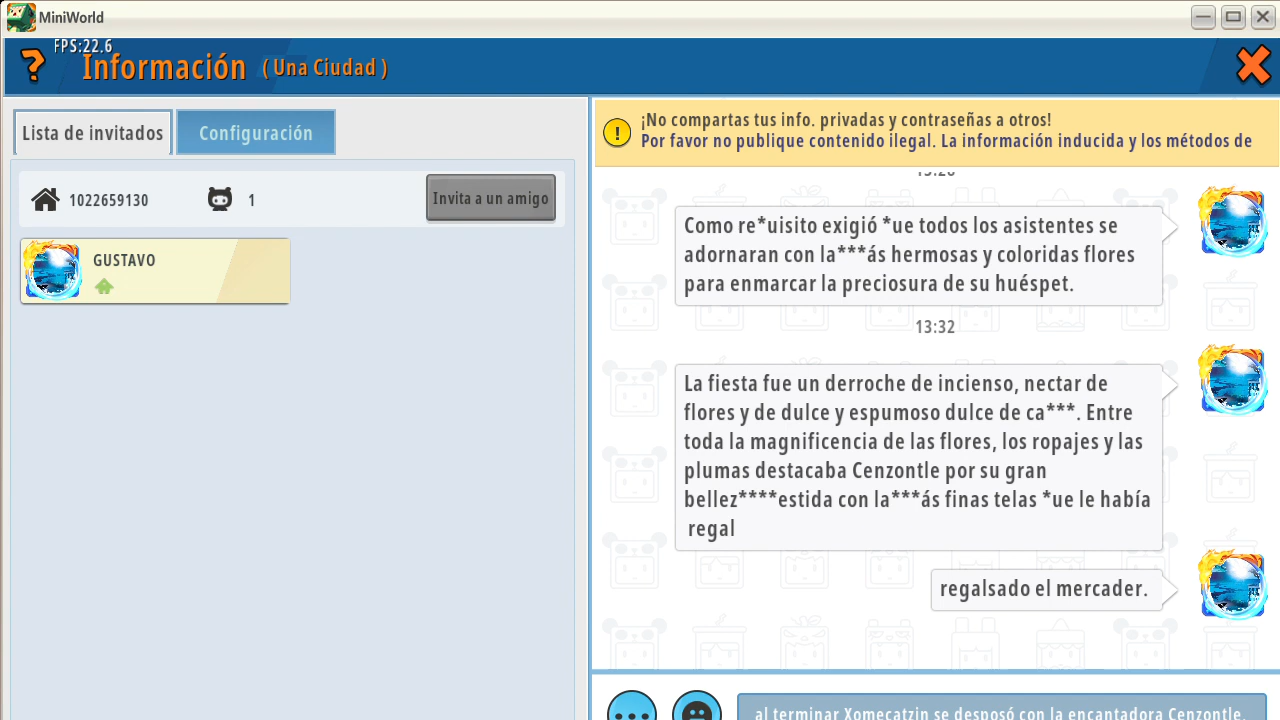 MiniWorld
FPS:22.6
Información ( Una Ciudad )
Lista de invitados
Configuración
1022659130
1
Invita a un amigo
GUSTAVO
¡No compartas tus info. privadas y contraseñas a otros!
Por favor no publique contenido ilegal. La información inducida y los métodos de
Como re*uisito exigió *ue todos los asistentes se
adornaran con la***ás hermosas y coloridas flores
para enmarcar la preciosura de su huéspet.
13:32
La fiesta fue un derroche de incienso, nectar de
flores y de dulce y espumoso dulce de ca***. Entre
toda la magnificencia de las flores, los ropajes y las
plumas destacaba Cenzontle por su gran
bellez****estida con la***ás finas telas *ue le había
regal
regalsado el mercader.
al terminar Xomecatzin se desposó con la encantadora Cenzontle.